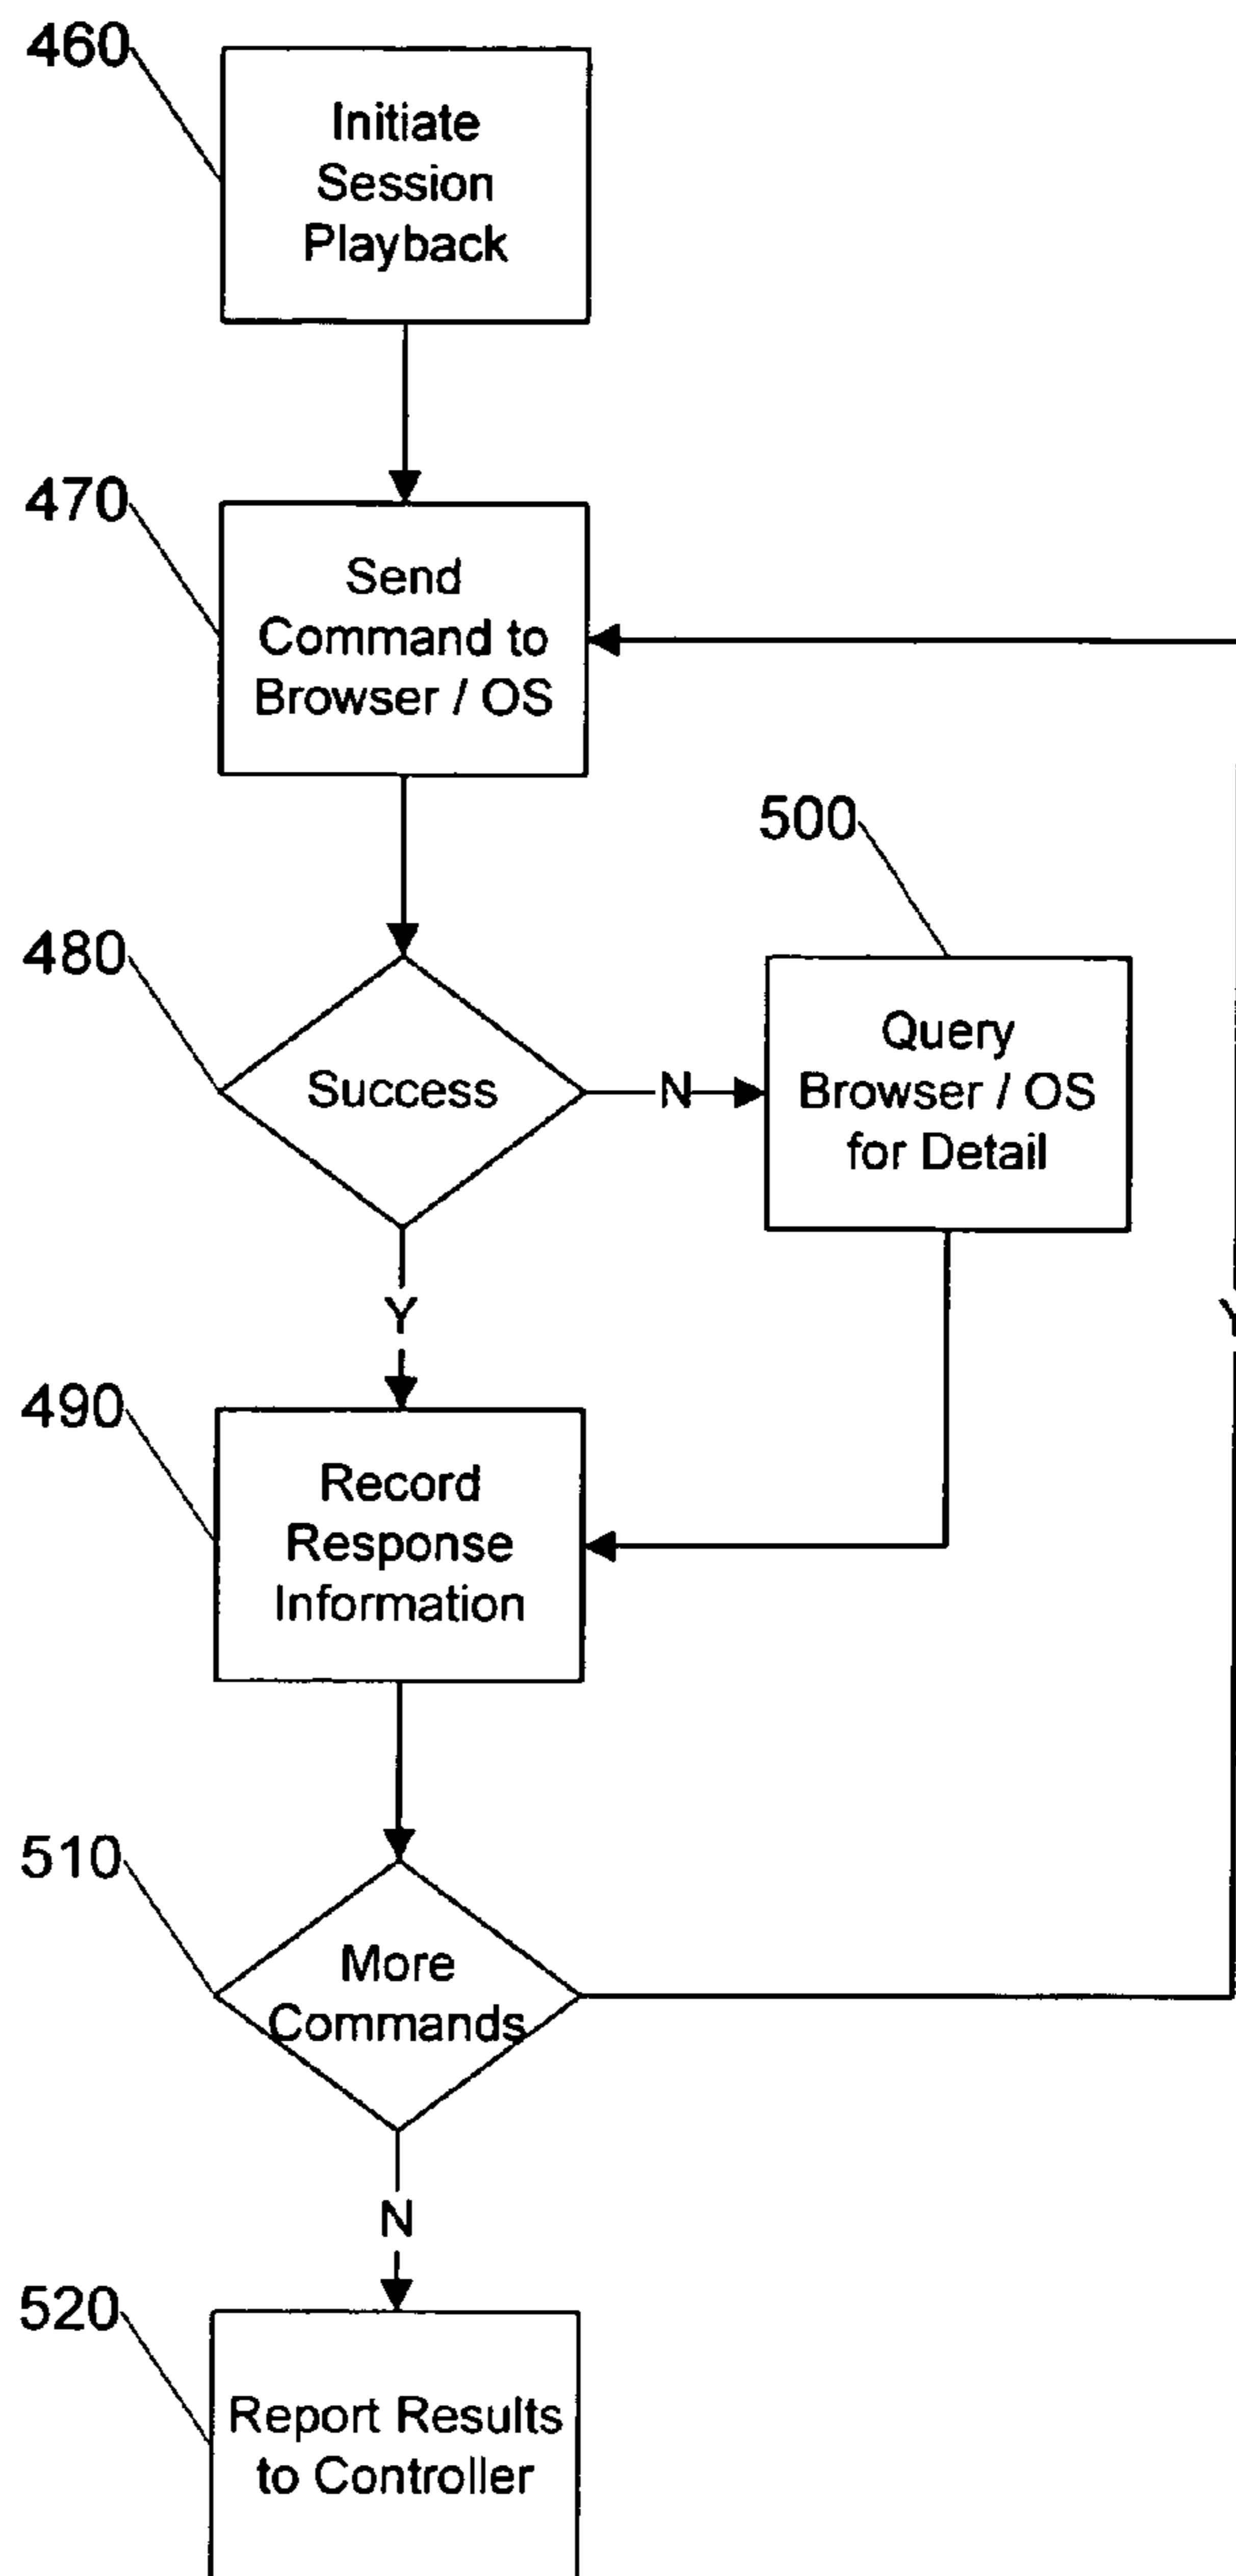 460
Initiate
Session
Playback
470
Send
Command to
Browser / OS
500
480
Success
N
Query
Browser / OS
for Detail
Y
Y
490
Record
Response
Information
510
More
Commands
N
520
Report Results
to Controller